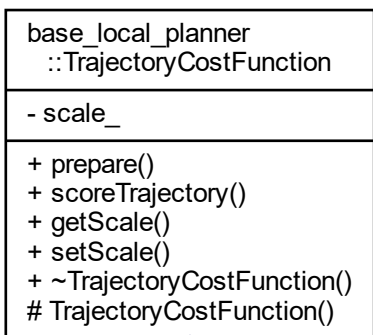 base_local_planner
::TrajectoryCostFunction
- scale_
+ prepare()
+ scoreTrajectory()
+ getScale()
+ setScale()
+ ~TrajectoryCostFunction()
# TrajectoryCostFunction()